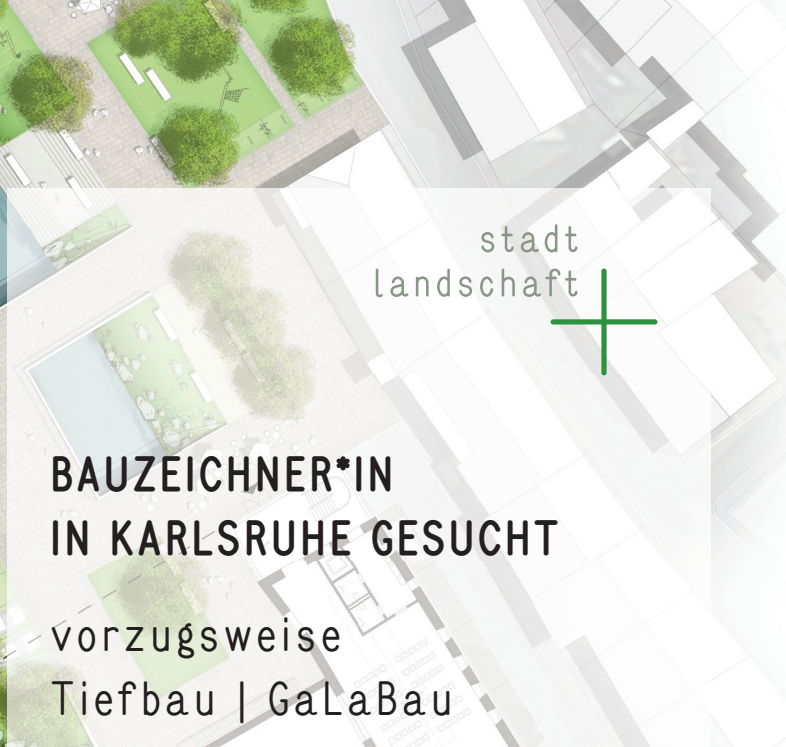 stadt
landschaft
BAUZEICHNER*IN
IN KARLSRUHE GESUCHT
vorzugsweise
Tiefbau | GaLaBau